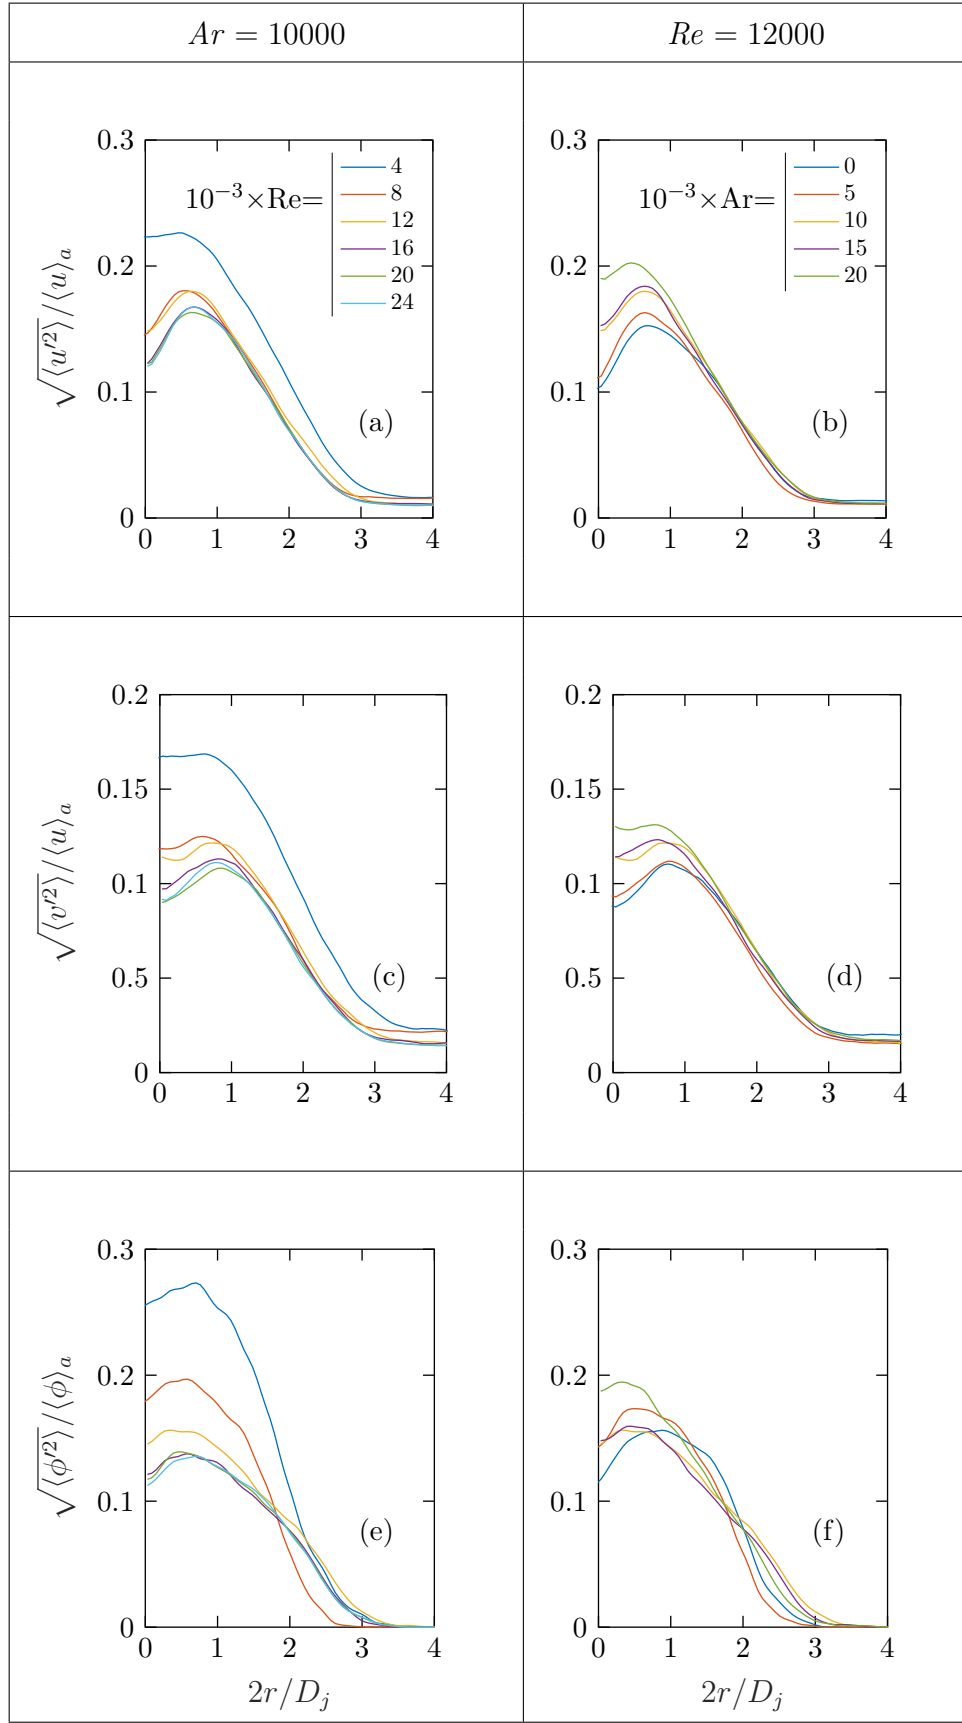 Ar = 10000
Re = 12000
0.3
0.2
0.1
0
0 1 2 3 4
√⟨u′²⟩/⟨u⟩ₐ
10⁻³×Re=
4
8
12
16
20
24
(a)
0.3
0.2
0.1
0
0 1 2 3 4
10⁻³×Ar=
0
5
10
15
20
(b)
0.2
0.15
0.1
0.5
0
0 1 2 3 4
√⟨v′²⟩/⟨u⟩ₐ
(c)
0.2
0.15
0.1
0.5
0
0 1 2 3 4
(d)
0.3
0.2
0.1
0
0 1 2 3 4
√⟨ϕ′²⟩/⟨ϕ⟩ₐ
(e)
2r/Dⱼ
0.3
0.2
0.1
0
0 1 2 3 4
(f)
2r/Dⱼ